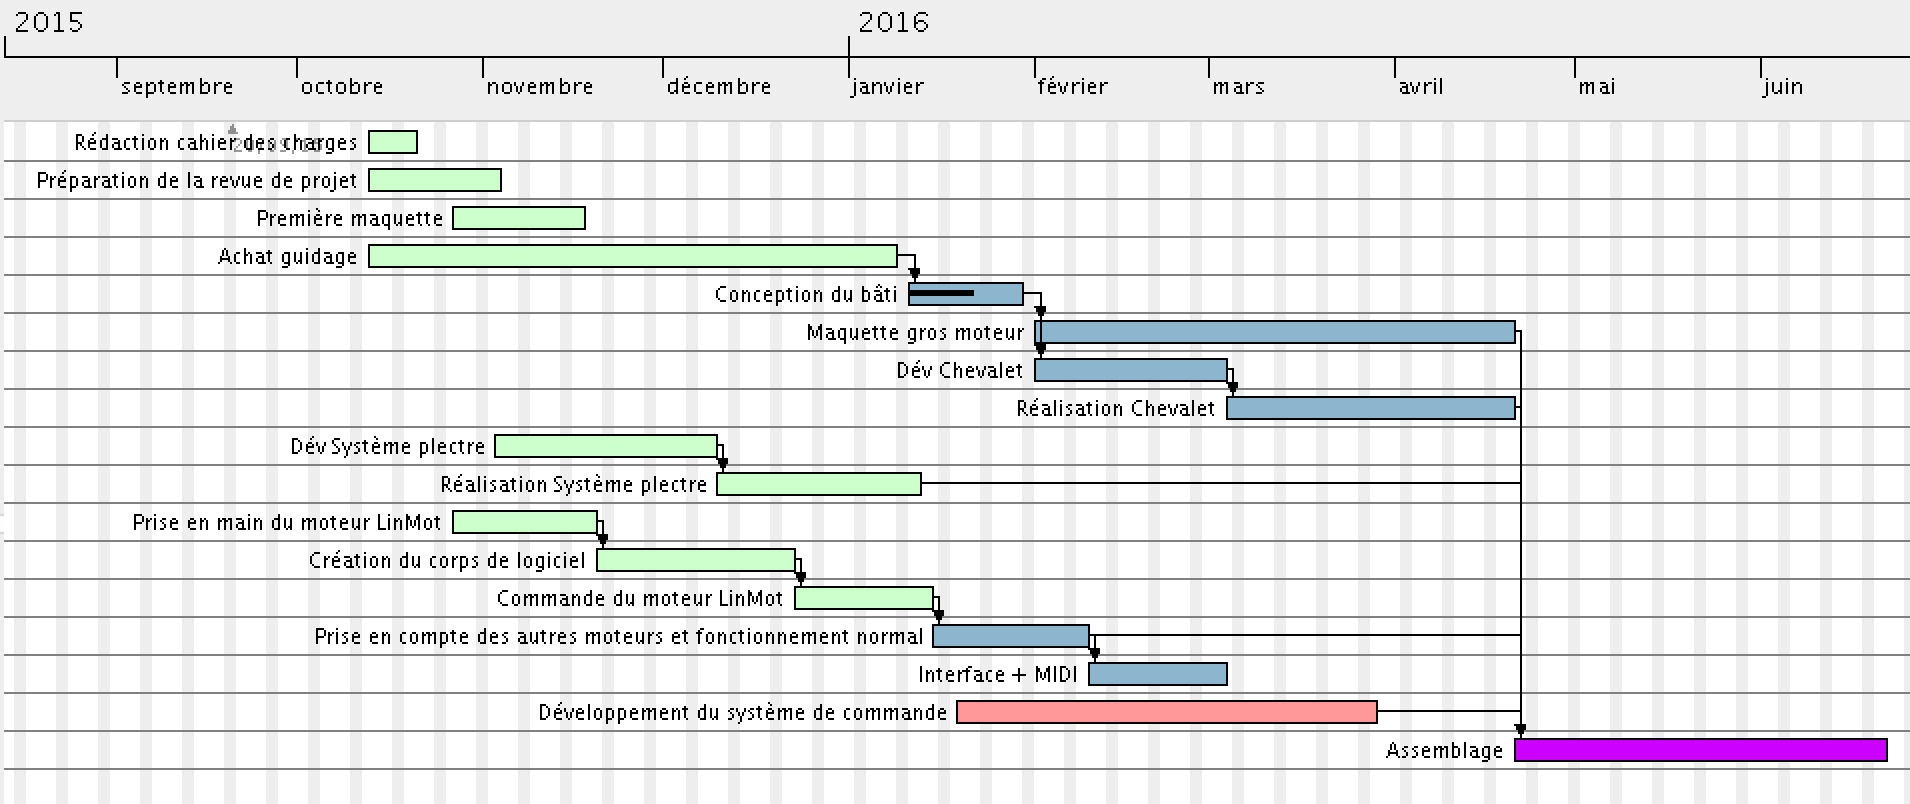 2015 2016
septembre octobre novembre décembre janvier février mars avril mai juin
Rédaction cahier des charges
Préparation de la revue de projet
Première maquette
Achat guidage
Conception du bâti
Maquette gros moteur
Dév Chevalet
Réalisation Chevalet
Dév Système plectre
Réalisation Système plectre
Prise en main du moteur LinMot
Création du corps de logiciel
Commande du moteur LinMot
Prise en compte des autres moteurs et fonctionnement normal
Interface + MIDI
Développement du système de commande
Assemblage